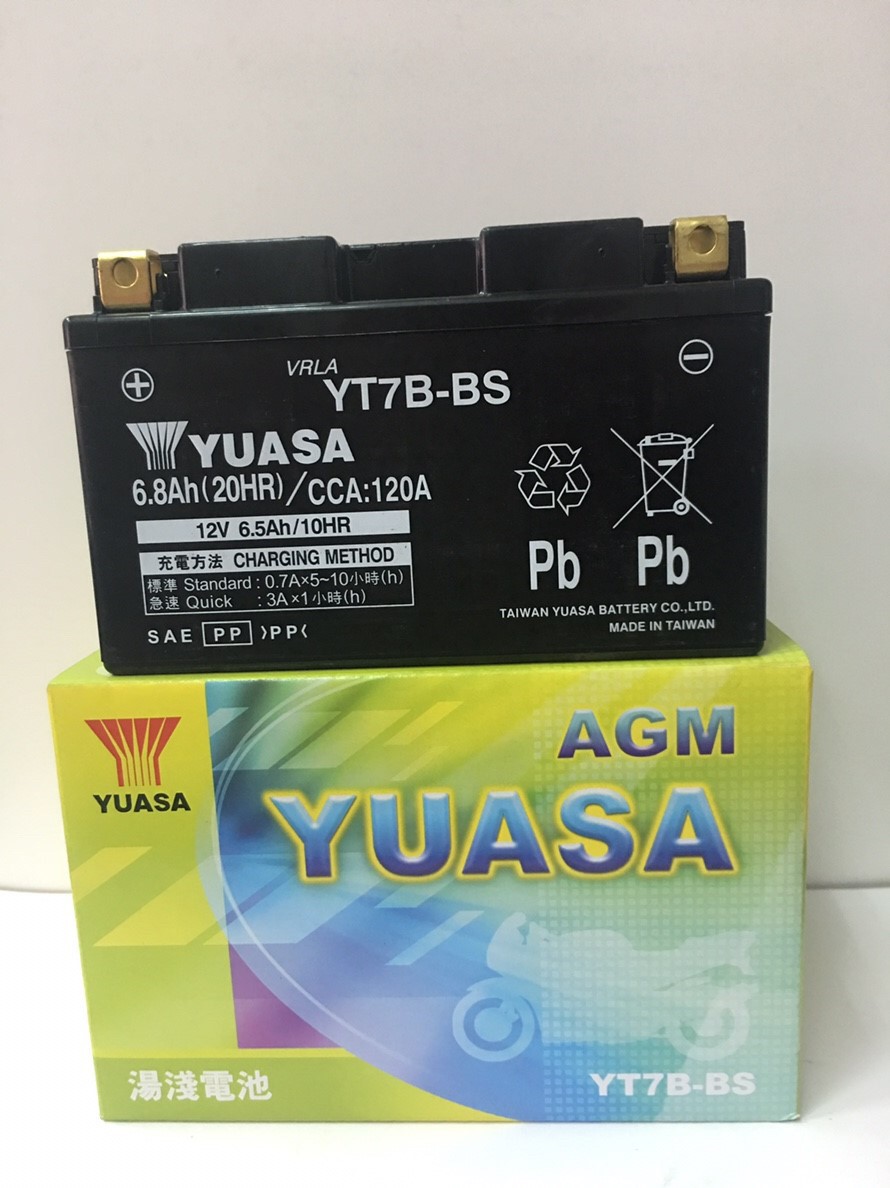 VRLA
YT7B-BS
YUASA
6.8Ah(20HR)/CCA:120A
12V 6.5Ah/10HR
充電方法 CHARGING METHOD
標準 Standard : 0.7A×5~10小時(h)
急速 Quick : 3A×1小時(h)
SAE PP >PP<
Pb Pb
TAIWAN YUASA BATTERY CO.,LTD.
MADE IN TAIWAN
AGM
YUASA
YUASA
湯淺電池
YT7B-BS